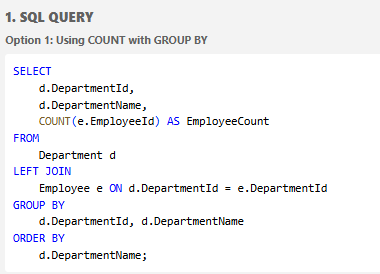 1. SQL QUERY
Option 1: Using COUNT with GROUP BY
SELECT
    d.DepartmentId,
    d.DepartmentName,
    COUNT(e.EmployeeId) AS EmployeeCount
FROM
    Department d
LEFT JOIN
    Employee e ON d.DepartmentId = e.DepartmentId
GROUP BY
    d.DepartmentId, d.DepartmentName
ORDER BY
    d.DepartmentName;